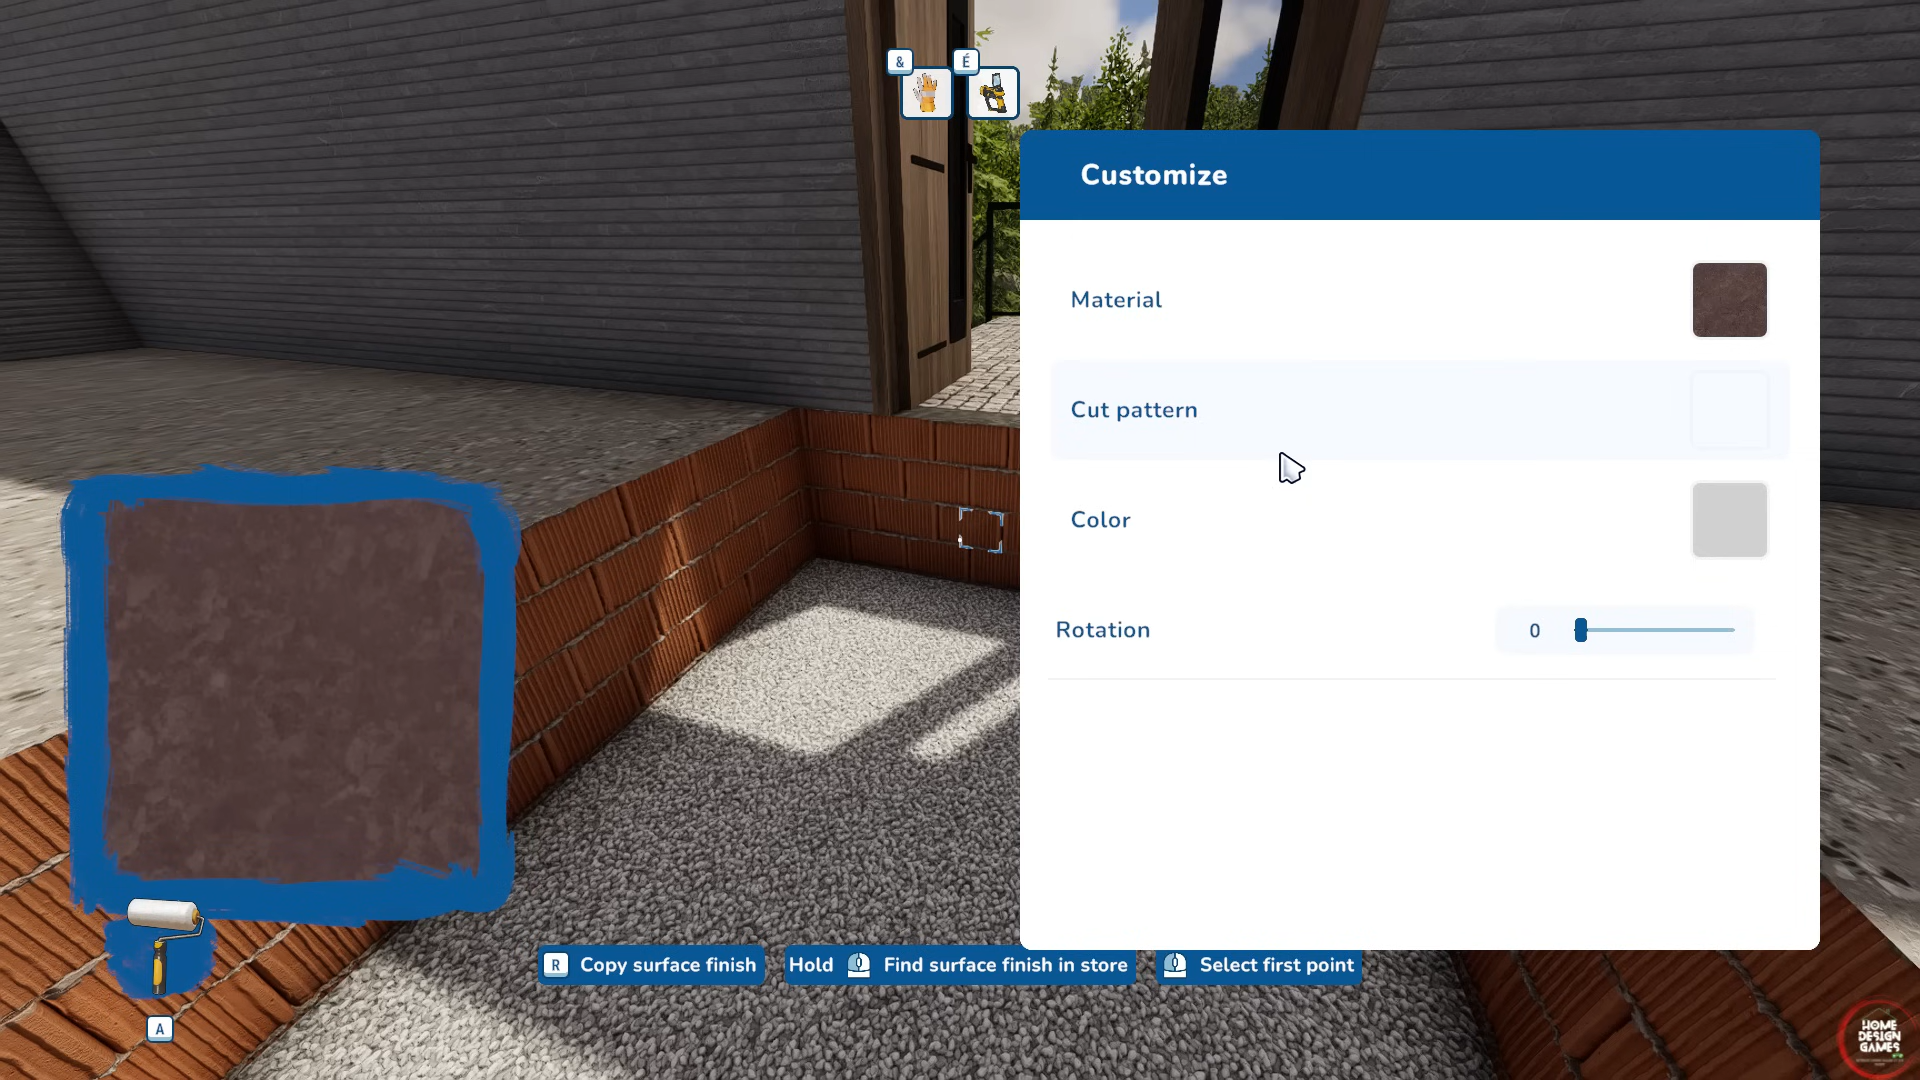 &
É
Customize
Material
Cut pattern
Color
Rotation
0
R Copy surface finish
Hold Find surface finish in store
Select first point
A
HOME
DESIGN
GAMES